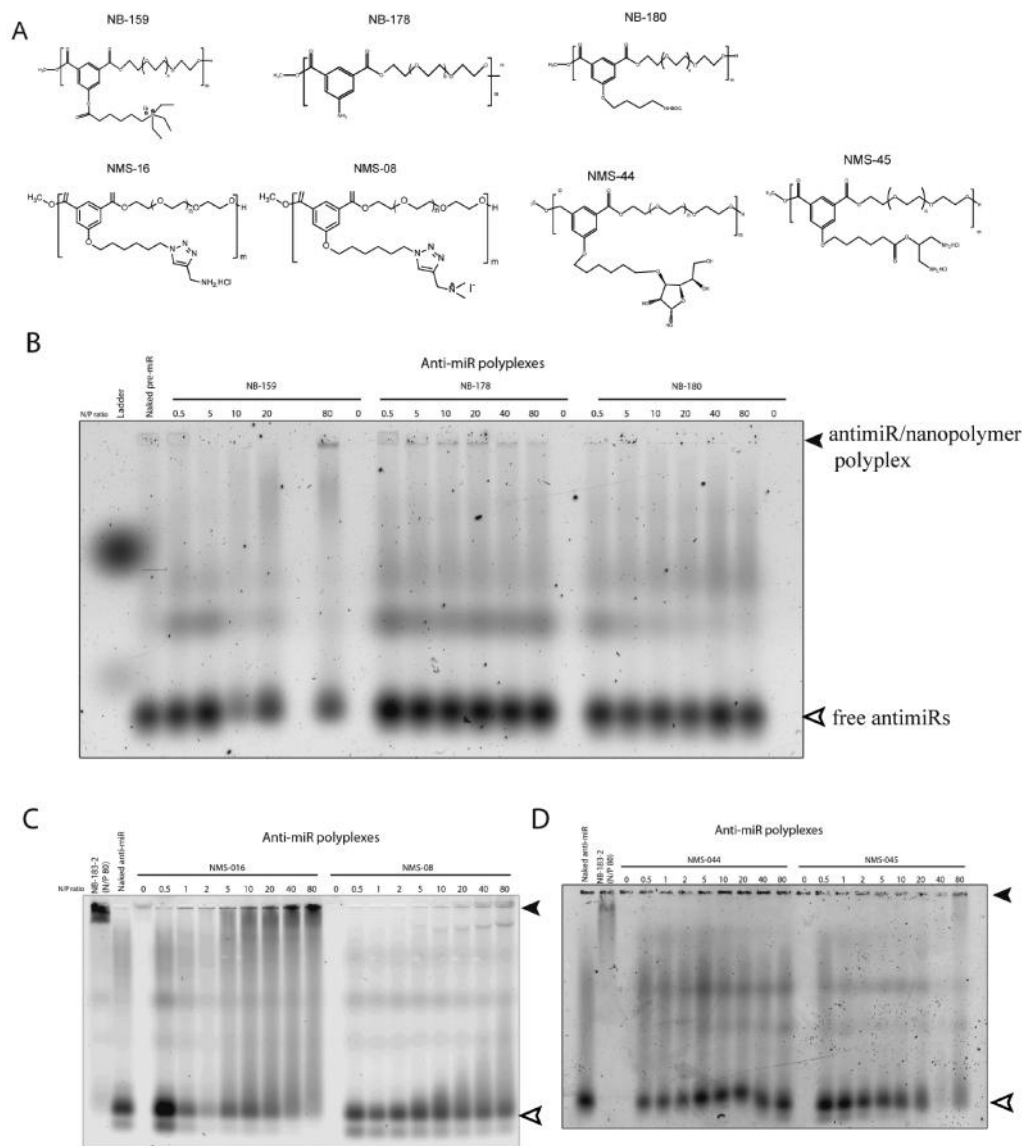 A
NB-159
NB-178
NB-180
NMS-16
NMS-08
NMS-44
NMS-45
H₃C
NH₂.HCl
m
H₃C
I⁻
m
B
Anti-miR polyplexes
NB-159 NB-178 NB-180
N/P ratio Ladder Naked pre-miR 0.5 5 10 20 80 0 0.5 5 10 20 40 80 0 0.5 5 10 20 40 80 0
antimiR/nanopolymer
polyplex
free antimiRs
C
Anti-miR polyplexes
NMS-016 NMS-08
N/P ratio NB-183-2 (N/P 80) Naked anti-miR 0 0.5 1 2 5 10 20 40 80 0 0.5 1 2 5 10 20 40 80
D
Anti-miR polyplexes
NMS-044 NMS-045
Naked anti-miR NB-183-2 (N/P 80) 0 0.5 1 2 5 10 20 40 80 0 0.5 1 2 5 10 20 40 80